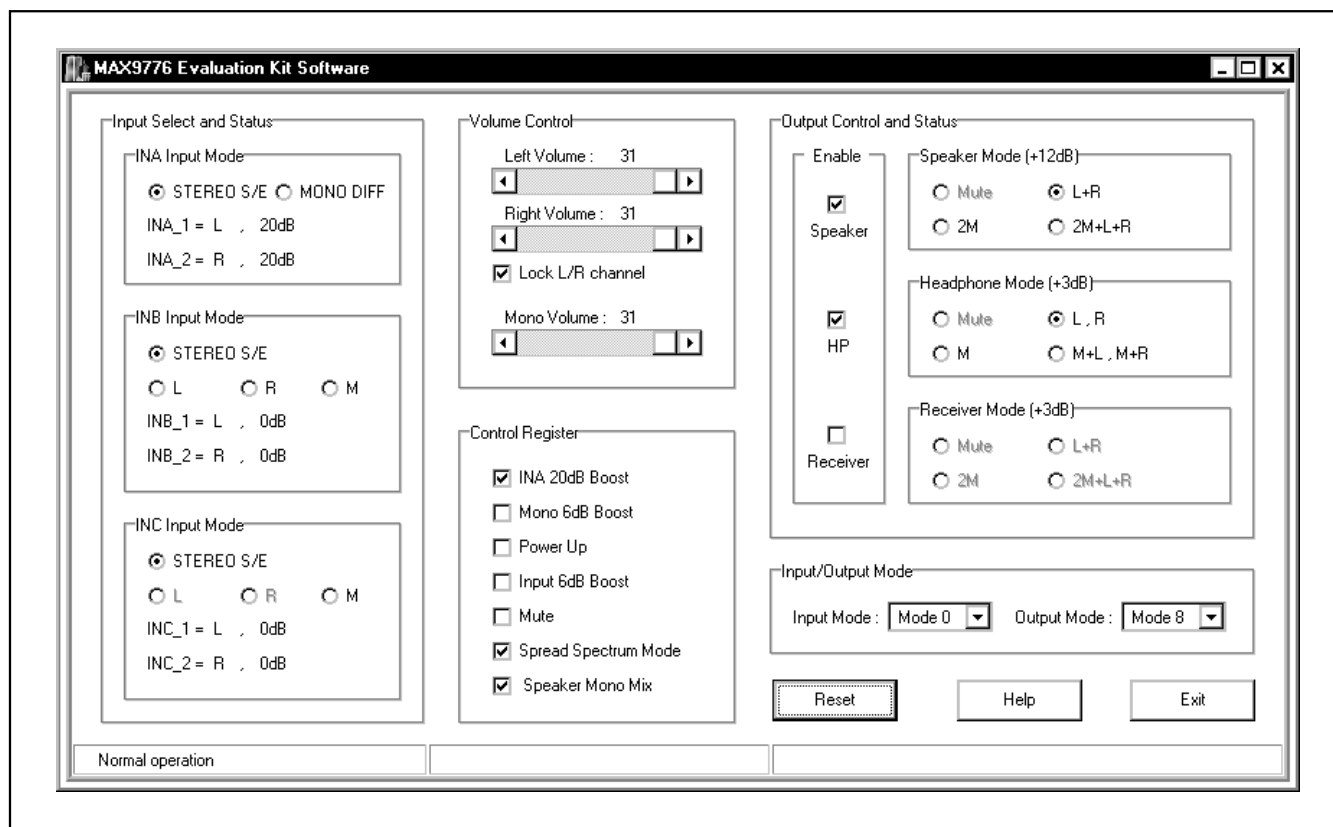 MAX9776 Evaluation Kit Software
Input Select and Status
INA Input Mode
STEREO S/E MONO DIFF
INA_1 = L , 20dB
INA_2 = R , 20dB
INB Input Mode
STEREO S/E
L R M
INB_1 = L , 0dB
INB_2 = R , 0dB
INC Input Mode
STEREO S/E
L R M
INC_1 = L , 0dB
INC_2 = R , 0dB
Volume Control
Left Volume : 31
Right Volume : 31
Lock L/R channel
Mono Volume : 31
Control Register
INA 20dB Boost
Mono 6dB Boost
Power Up
Input 6dB Boost
Mute
Spread Spectrum Mode
Speaker Mono Mix
Output Control and Status
Enable
Speaker
HP
Receiver
Speaker Mode (+12dB)
Mute L+R
2M 2M+L+R
Headphone Mode (+3dB)
Mute L , R
M M+L , M+R
Receiver Mode (+3dB)
Mute L+R
2M 2M+L+R
Input/Output Mode
Input Mode : Mode 0 Output Mode : Mode 8
Reset Help Exit
Normal operation